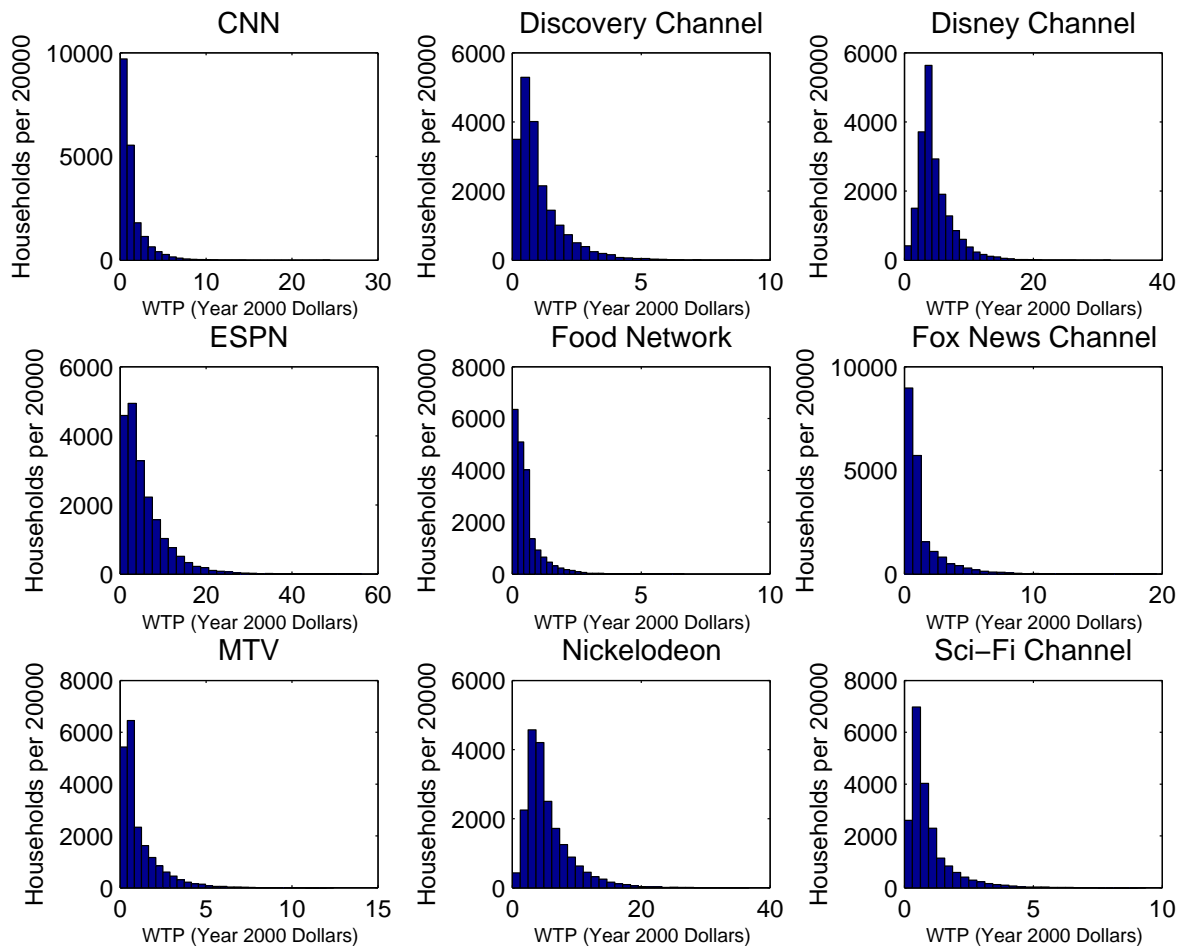 CNN
10000
5000
0
0 10 20 30
Households per 20000
WTP (Year 2000 Dollars)
Discovery Channel
6000
4000
2000
0
0 5 10
Households per 20000
WTP (Year 2000 Dollars)
Disney Channel
6000
4000
2000
0
0 20 40
Households per 20000
WTP (Year 2000 Dollars)
ESPN
6000
4000
2000
0
0 20 40 60
Households per 20000
WTP (Year 2000 Dollars)
Food Network
8000
6000
4000
2000
0
0 5 10
Households per 20000
WTP (Year 2000 Dollars)
Fox News Channel
10000
5000
0
0 10 20
Households per 20000
WTP (Year 2000 Dollars)
MTV
8000
6000
4000
2000
0
0 5 10 15
Households per 20000
WTP (Year 2000 Dollars)
Nickelodeon
6000
4000
2000
0
0 20 40
Households per 20000
WTP (Year 2000 Dollars)
Sci−Fi Channel
8000
6000
4000
2000
0
0 5 10
Households per 20000
WTP (Year 2000 Dollars)